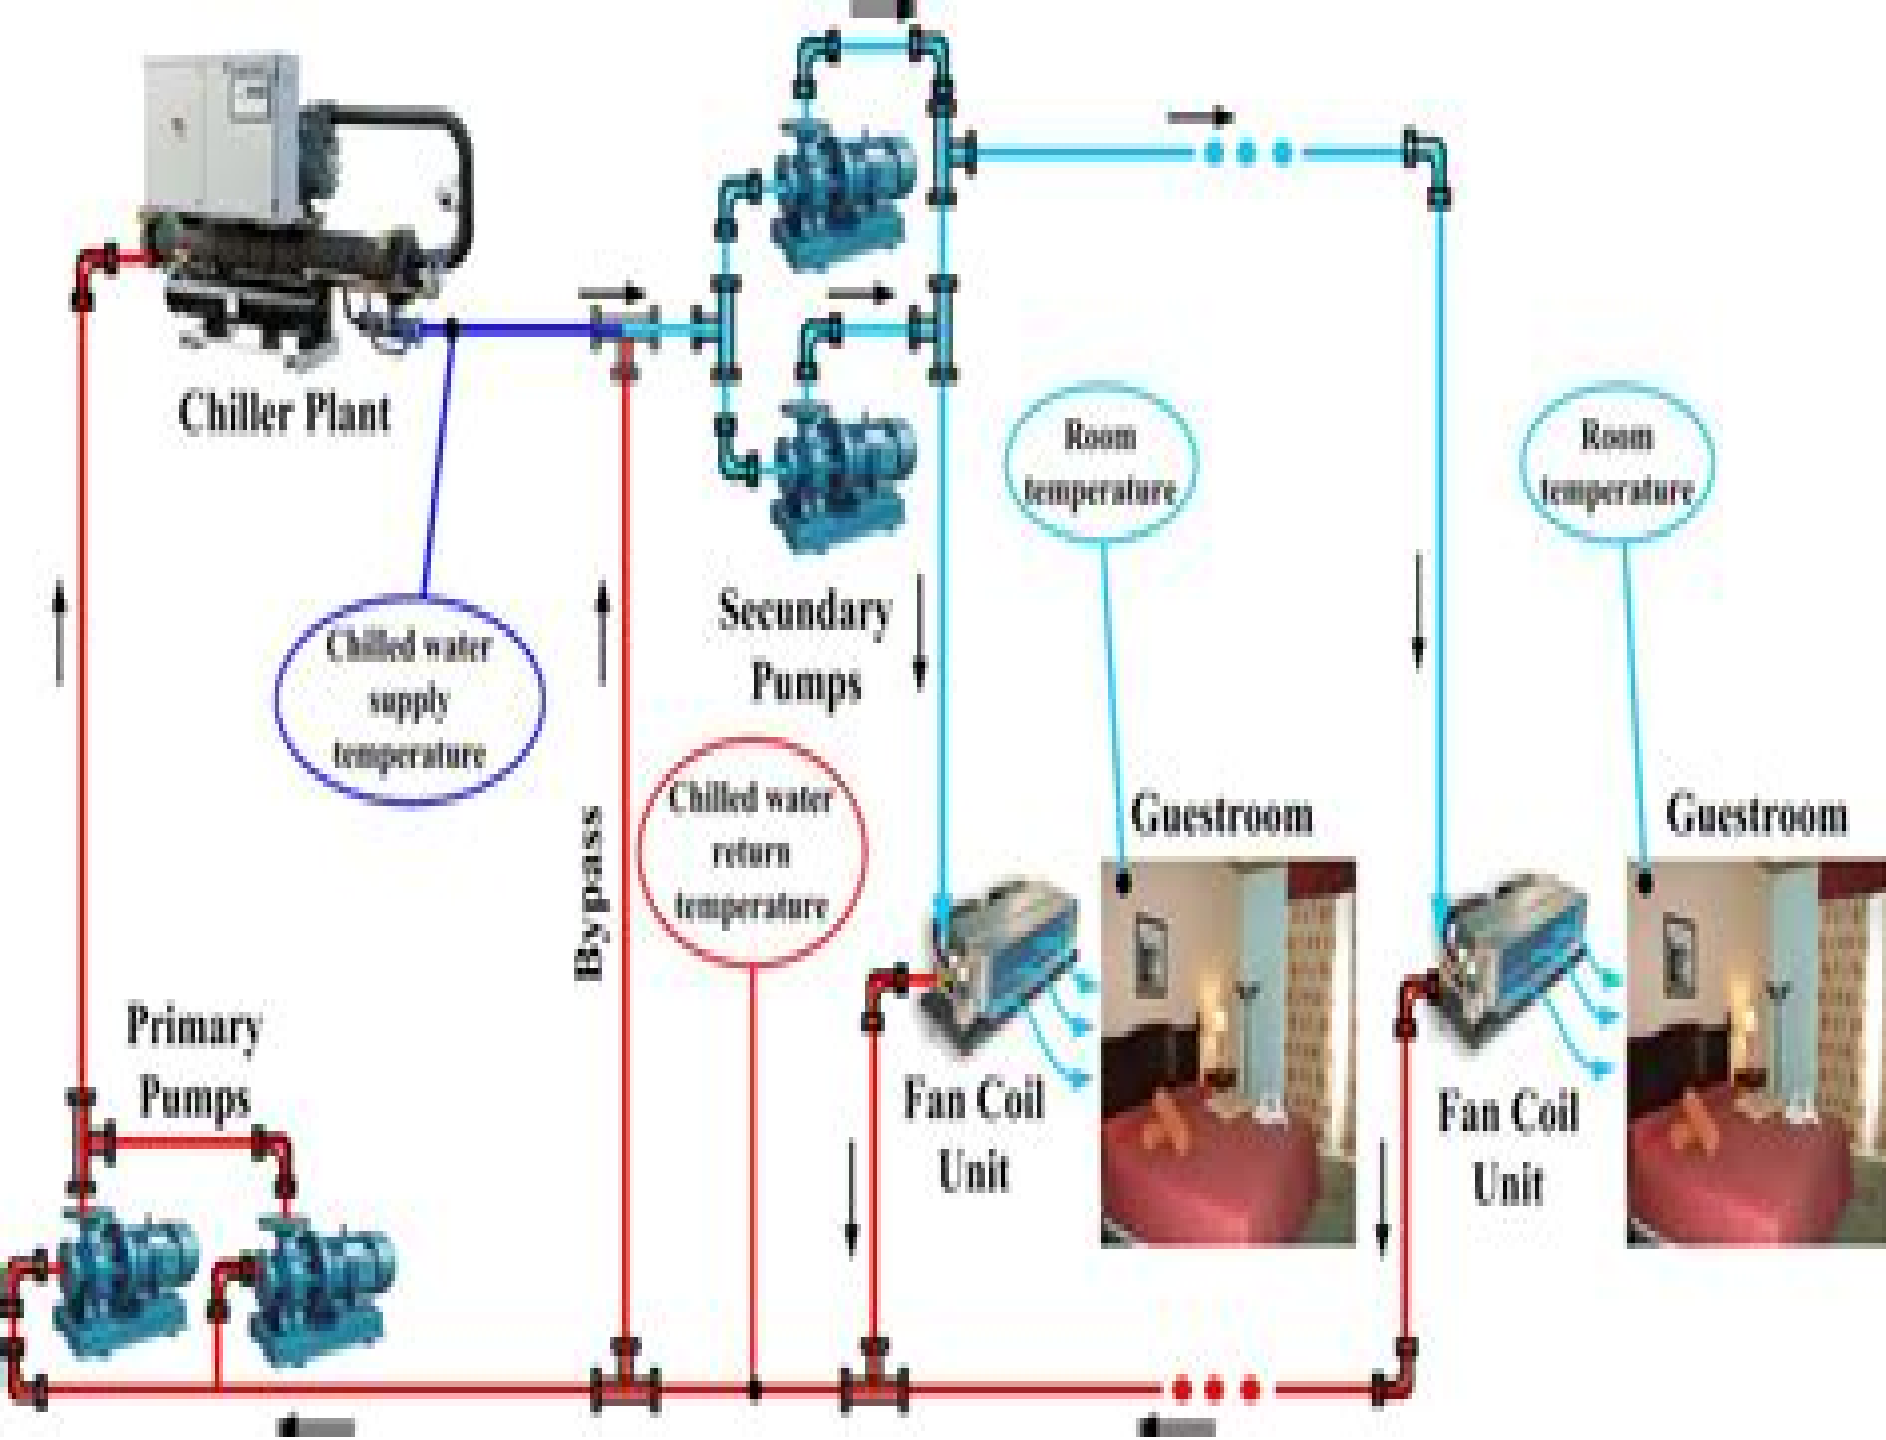 Chiller Plant
Room
temperature
Room
temperature
Secundary
Pumps
Chilled water
supply
temperature
Chilled water
return
temperature
Bypass
Guestroom
Guestroom
Primary
Pumps
Fan Coil
Unit
Fan Coil
Unit